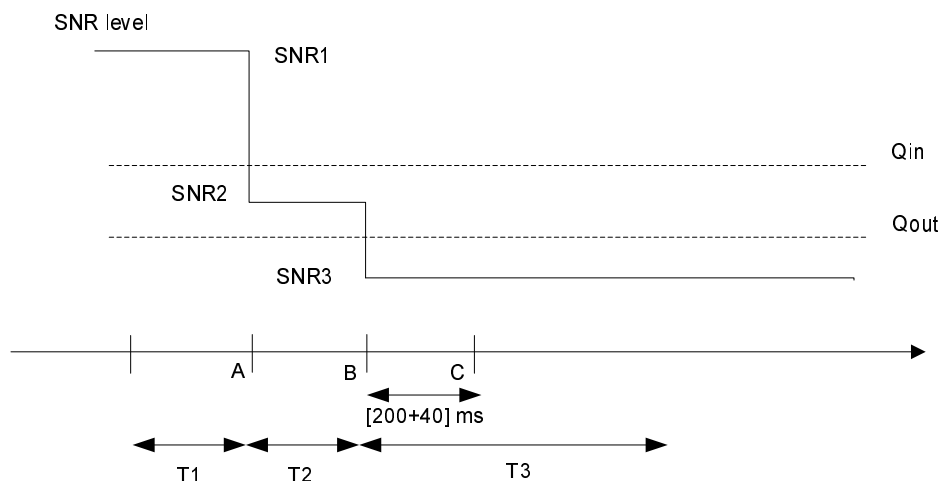 SNR level
SNR1
Qin
SNR2
Qout
SNR3
A
B
C
[200+40] ms
T1
T2
T3